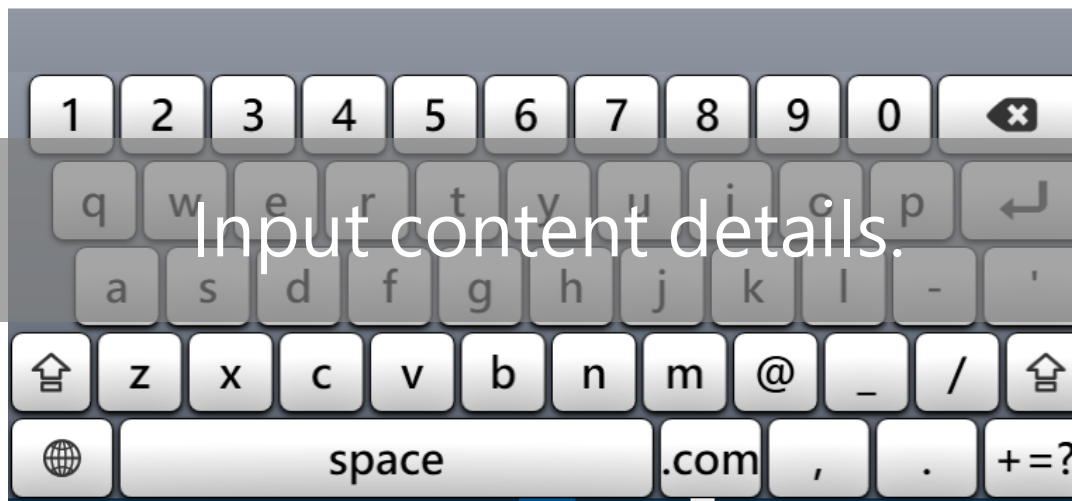 1 2 3 4 5 6 7 8 9 0
q w e r t y u i o p
Input content details.
a s d f g h j k l - '
z x c v b n m @ _ /
space .com , . +=?